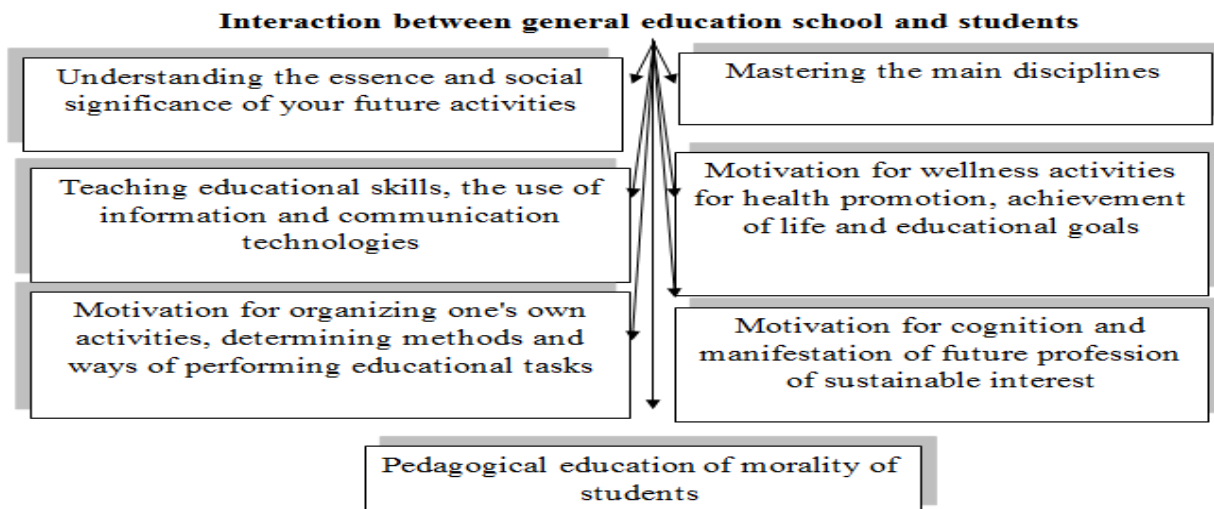 Interaction between general education school and students
Understanding the essence and social
significance of your future activities
Mastering the main disciplines
Teaching educational skills, the use of
information and communication
technologies
Motivation for wellness activities
for health promotion, achievement
of life and educational goals
Motivation for organizing one's own
activities, determining methods and
ways of performing educational tasks
Motivation for cognition and
manifestation of future profession
of sustainable interest
Pedagogical education of morality of
students